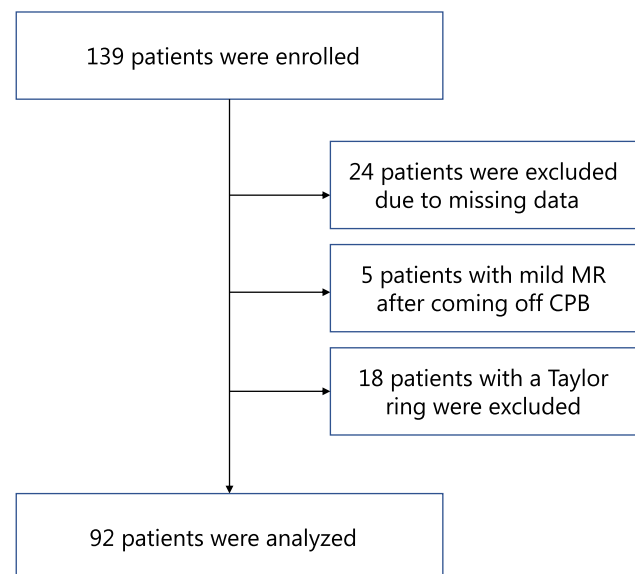 139 patients were enrolled
24 patients were excluded
due to missing data
5 patients with mild MR
after coming off CPB
18 patients with a Taylor
ring were excluded
92 patients were analyzed